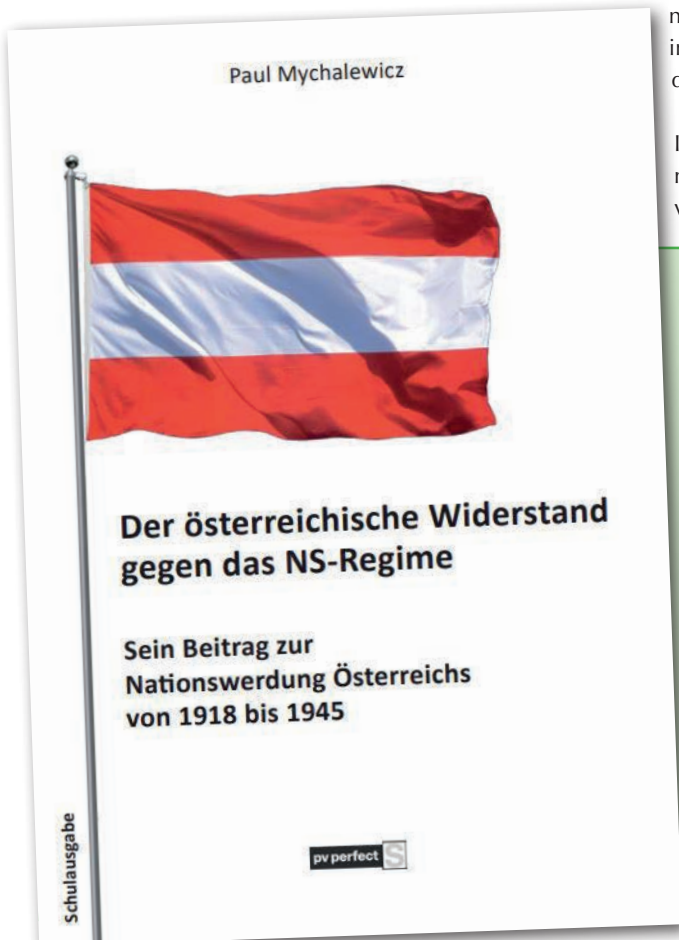 Paul Mychalewicz
Der österreichische Widerstand
gegen das NS-Regime
Sein Beitrag zur
Nationswerdung Österreichs
von 1918 bis 1945
Schulausgabe
pv perfect S